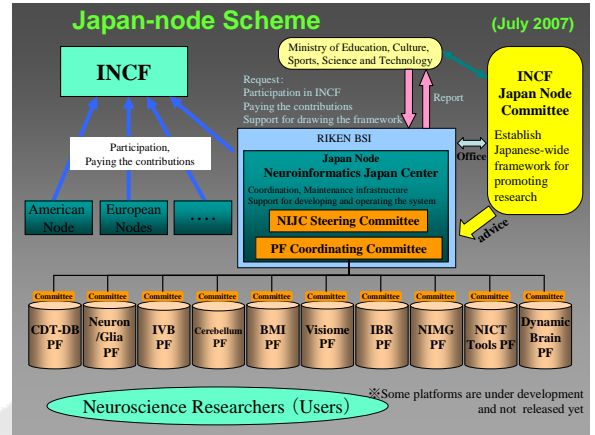 Japan-node Scheme
(July 2007)
INCF
Ministry of Education, Culture,
Sports, Science and Technology
Request:
Participation in INCF
Paying the contributions
Support for drawing the framework
Report
INCF
Japan Node
Committee
Establish
Japanese-wide
framework for
promoting
research
Participation,
Paying the contributions
RIKEN BSI
Office
Japan Node
Neuroinformatics Japan Center
Coordination, Maintenance infrastructure
Support for developing and operating the system
NIJC Steering Committee
PF Coordinating Committee
advice
American
Node
European
Nodes
....
Committee
CDT-DB
PF
Committee
Neuron
/Glia
PF
Committee
IVB
PF
Committee
Cerebellum
PF
Committee
BMI
PF
Committee
Visiome
PF
Committee
IBR
PF
Committee
NIMG
PF
Committee
NICT
Tools PF
Committee
Dynamic
Brain
PF
Neuroscience Researchers (Users)
※Some platforms are under development
and not released yet